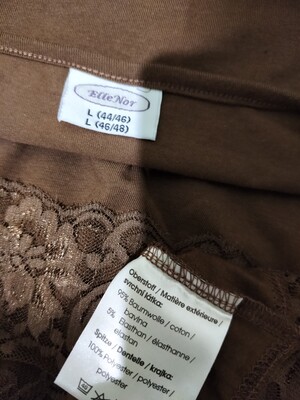 ElleNor
L (44/46)
L (46/48)
Oberstoff / Matière extérieure /
svrchní látka:
95% Baumwolle / coton /
bavlna
5% Elasthan / élasthanne /
elastan
Spitze / Dentelle / krajka:
100% Polyester / polyester /
polyester